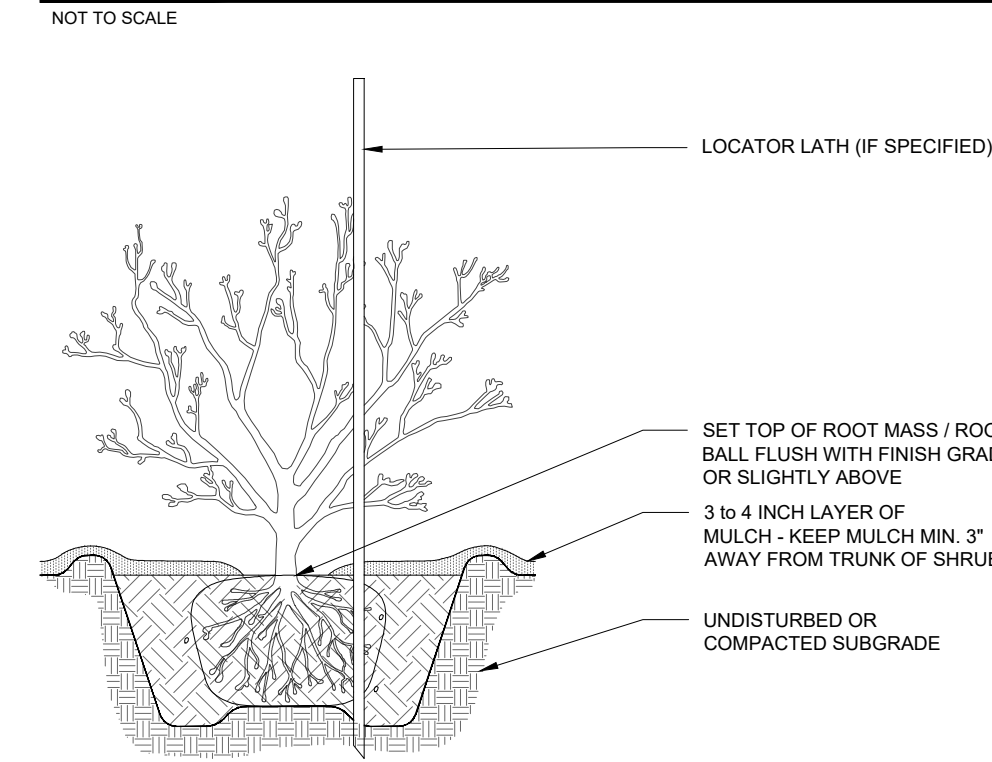 NOT TO SCALE
LOCATOR LATH (IF SPECIFIED)
SET TOP OF ROOT MASS / ROO
BALL FLUSH WITH FINISH GRAD
OR SLIGHTLY ABOVE
3 to 4 INCH LAYER OF
MULCH - KEEP MULCH MIN. 3"
AWAY FROM TRUNK OF SHRUB
UNDISTURBED OR
COMPACTED SUBGRADE